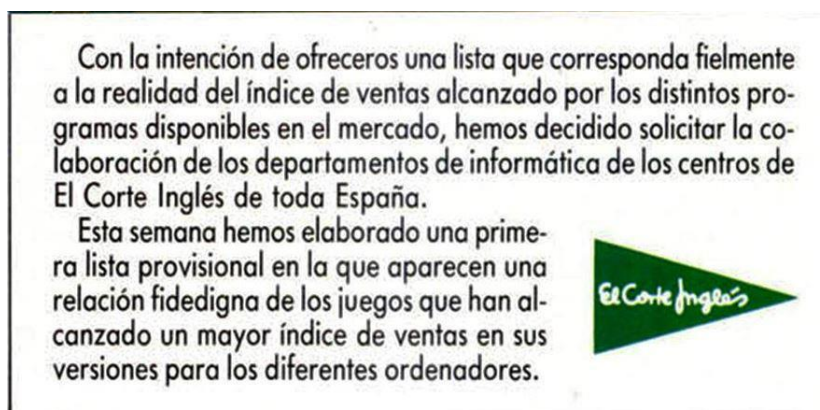 Con la intención de ofreceros una lista que corresponda fielmente
a la realidad del índice de ventas alcanzado por los distintos pro-
gramas disponibles en el mercado, hemos decidido solicitar la co-
laboración de los departamentos de informática de los centros de
El Corte Inglés de toda España.
Esta semana hemos elaborado una prime-
ra lista provisional en la que aparecen una
relación fidedigna de los juegos que han al-
canzado un mayor índice de ventas en sus
versiones para los diferentes ordenadores.
El Corte Inglés